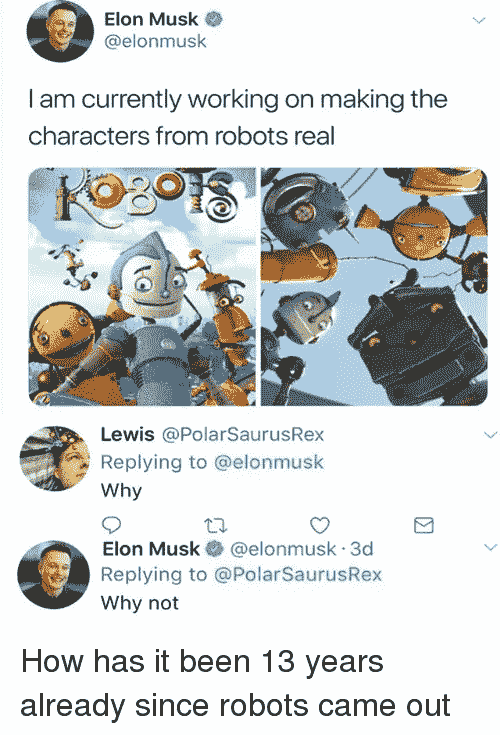 Elon Musk
@elonmusk
I am currently working on making the
characters from robots real
ROBOTS
Lewis @PolarSaurusRex
Replying to @elonmusk
Why
Elon Musk @elonmusk · 3d
Replying to @PolarSaurusRex
Why not
How has it been 13 years
already since robots came out